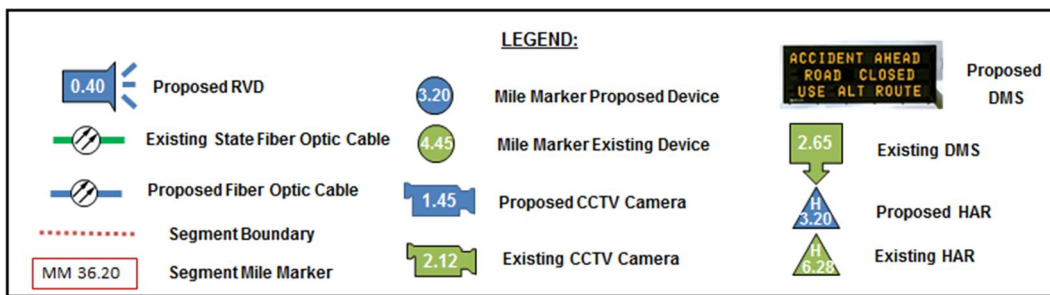 LEGEND:
0.40
Proposed RVD
Existing State Fiber Optic Cable
Proposed Fiber Optic Cable
Segment Boundary
MM 36.20
Segment Mile Marker
3.20
Mile Marker Proposed Device
4.45
Mile Marker Existing Device
1.45
Proposed CCTV Camera
2.12
Existing CCTV Camera
ACCIDENT AHEAD
ROAD CLOSED
USE ALT ROUTE
Proposed
DMS
2.65
Existing DMS
H
3.20
Proposed HAR
H
6.28
Existing HAR